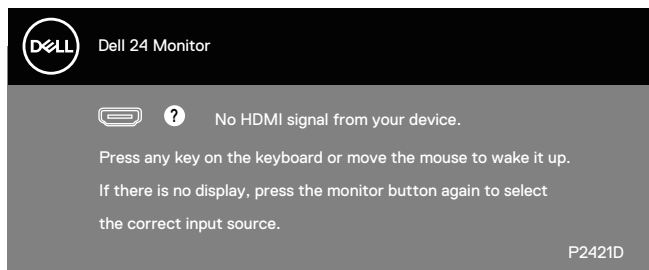 DELL
Dell 24 Monitor
? No HDMI signal from your device.
Press any key on the keyboard or move the mouse to wake it up.
If there is no display, press the monitor button again to select
the correct input source.
P2421D